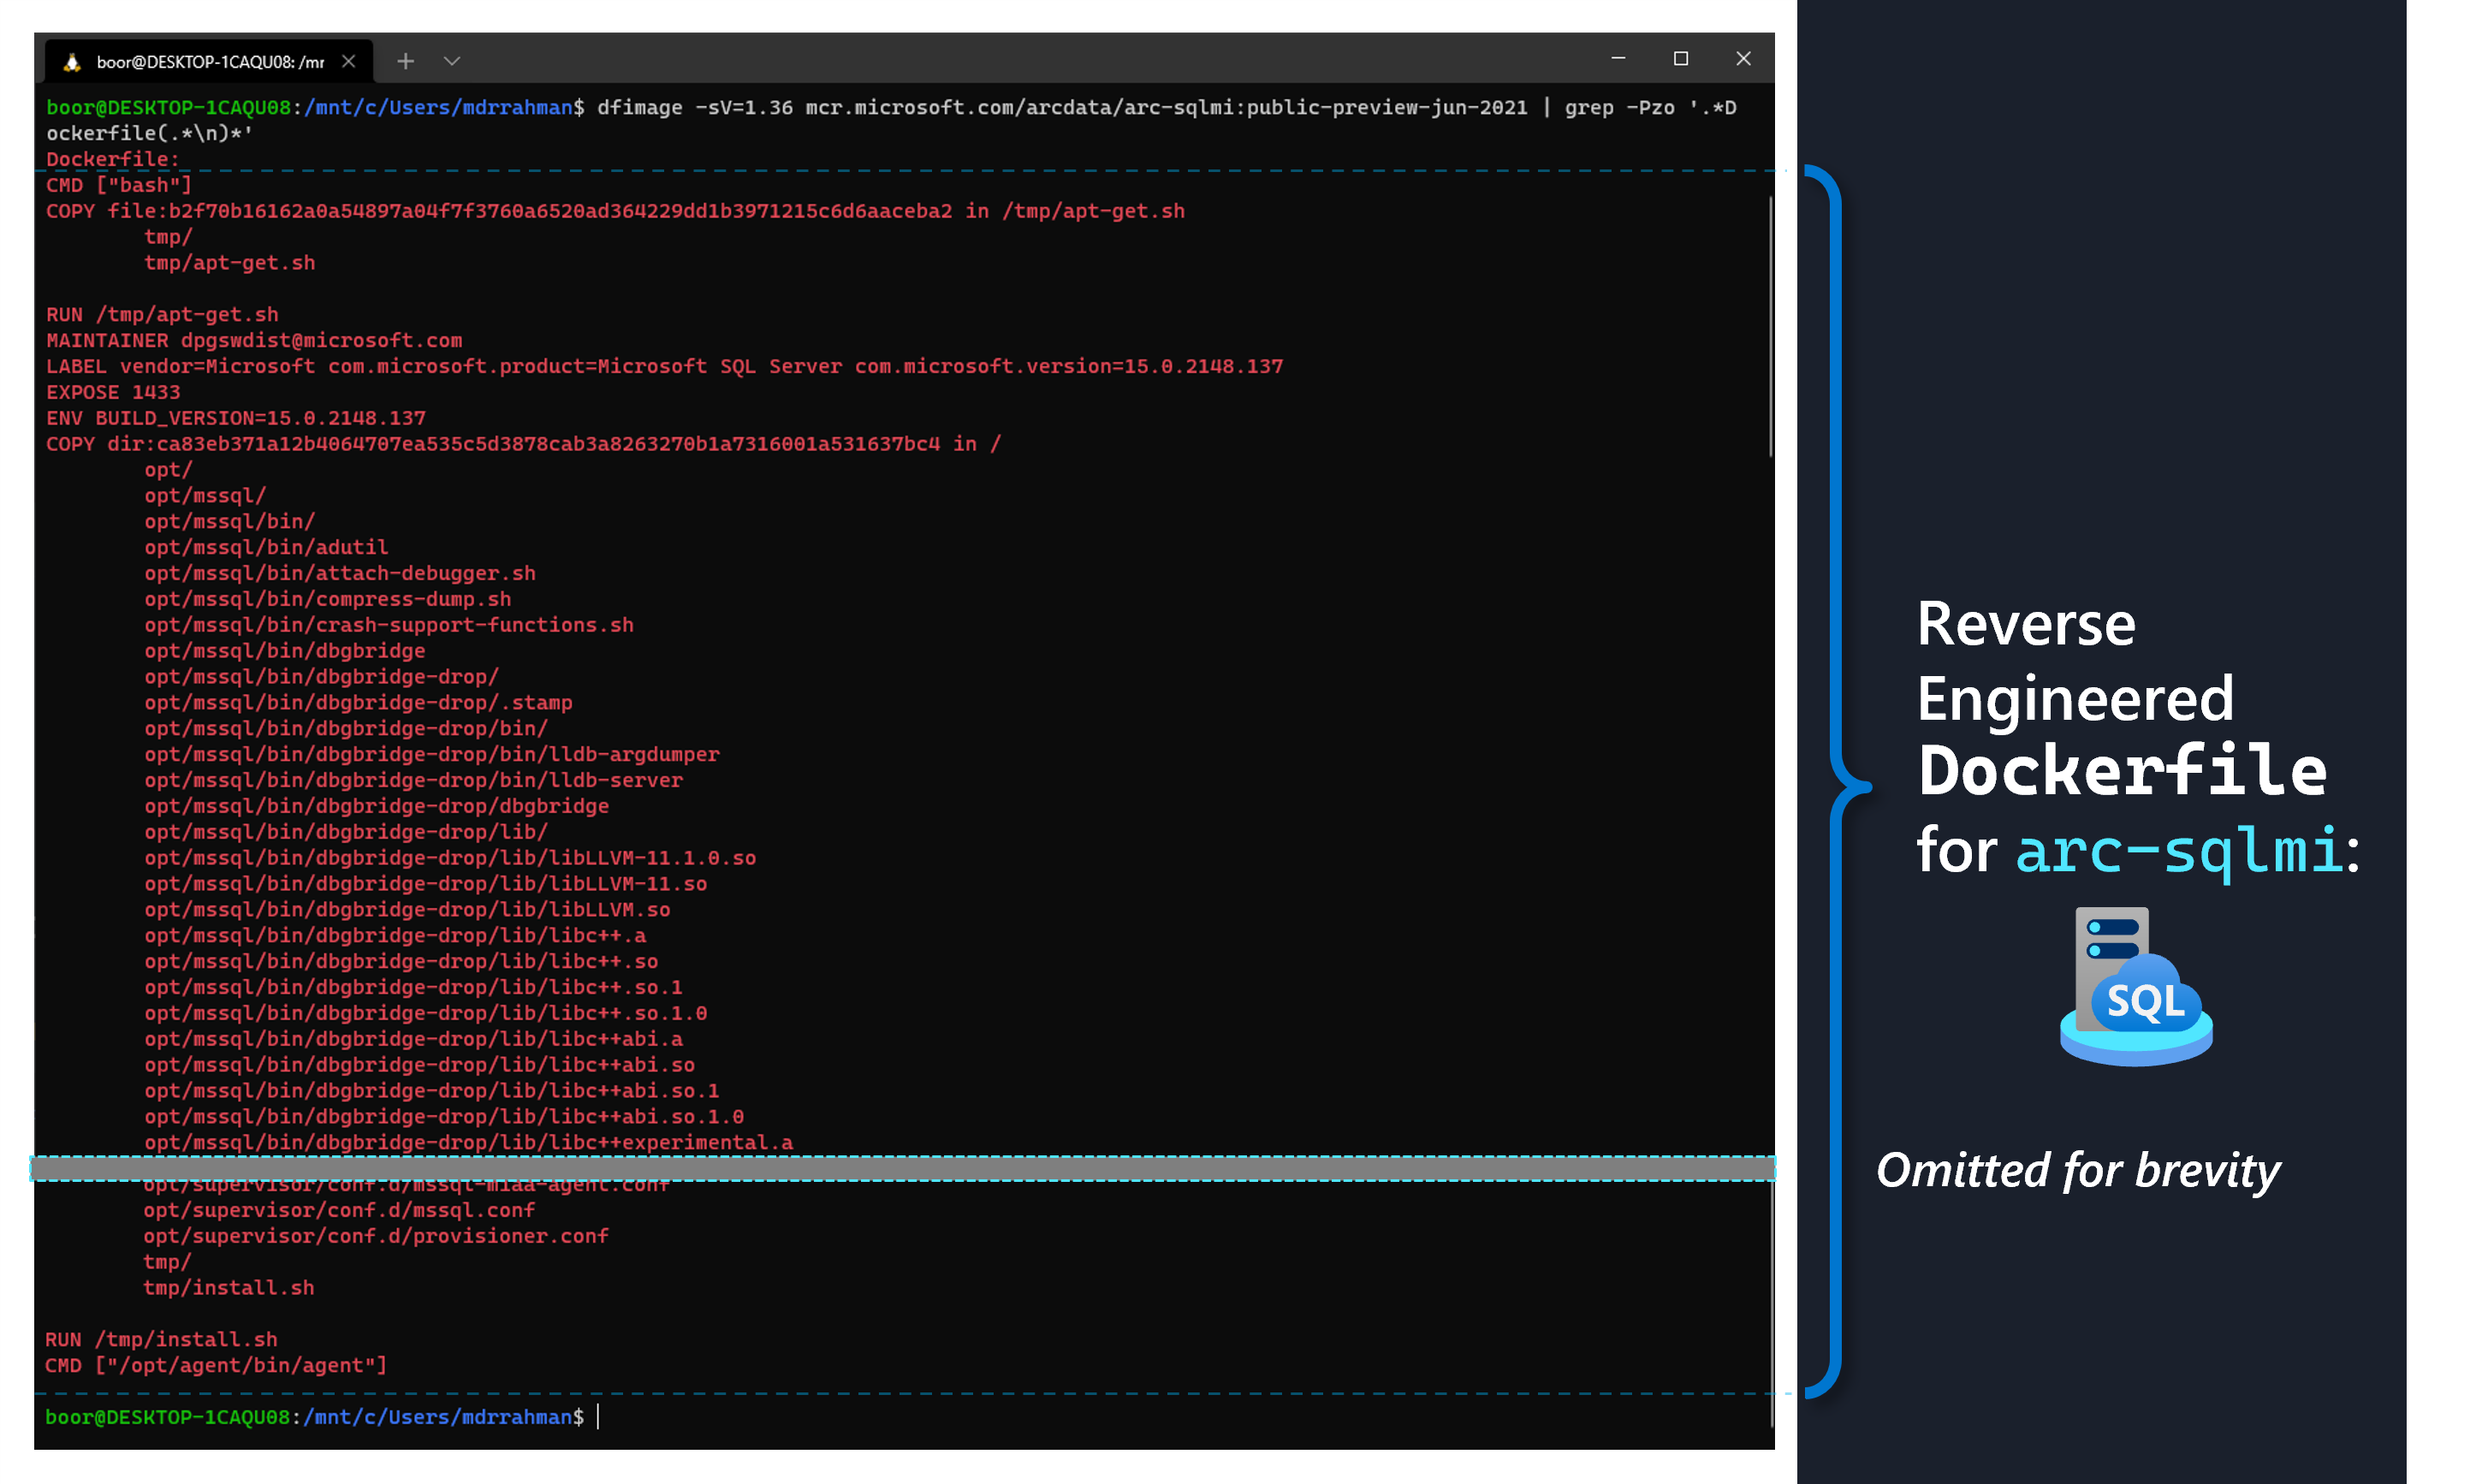 boor@DESKTOP-1CAQU08: /mr
boor@DESKTOP-1CAQU08:/mnt/c/Users/mdrrahman$ dfimage -sV=1.36 mcr.microsoft.com/arcdata/arc-sqlmi:public-preview-jun-2021 | grep -Pzo '.*D
ockerfile(.*\n)*'
Dockerfile:
CMD ["bash"]
COPY file:b2f70b16162a0a54897a04f7f3760a6520ad364229dd1b3971215c6d6aaceba2 in /tmp/apt-get.sh
tmp/
tmp/apt-get.sh
RUN /tmp/apt-get.sh
MAINTAINER dpgswdist@microsoft.com
LABEL vendor=Microsoft com.microsoft.product=Microsoft SQL Server com.microsoft.version=15.0.2148.137
EXPOSE 1433
ENV BUILD_VERSION=15.0.2148.137
COPY dir:ca83eb371a12b4064707ea535c5d3878cab3a8263270b1a7316001a531637bc4 in /
opt/
opt/mssql/
opt/mssql/bin/
opt/mssql/bin/adutil
opt/mssql/bin/attach-debugger.sh
opt/mssql/bin/compress-dump.sh
opt/mssql/bin/crash-support-functions.sh
opt/mssql/bin/dbgbridge
opt/mssql/bin/dbgbridge-drop/
opt/mssql/bin/dbgbridge-drop/.stamp
opt/mssql/bin/dbgbridge-drop/bin/
opt/mssql/bin/dbgbridge-drop/bin/lldb-argdumper
opt/mssql/bin/dbgbridge-drop/bin/lldb-server
opt/mssql/bin/dbgbridge-drop/dbgbridge
opt/mssql/bin/dbgbridge-drop/lib/
opt/mssql/bin/dbgbridge-drop/lib/libLLVM-11.1.0.so
opt/mssql/bin/dbgbridge-drop/lib/libLLVM-11.so
opt/mssql/bin/dbgbridge-drop/lib/libLLVM.so
opt/mssql/bin/dbgbridge-drop/lib/libc++.a
opt/mssql/bin/dbgbridge-drop/lib/libc++.so
opt/mssql/bin/dbgbridge-drop/lib/libc++.so.1
opt/mssql/bin/dbgbridge-drop/lib/libc++.so.1.0
opt/mssql/bin/dbgbridge-drop/lib/libc++abi.a
opt/mssql/bin/dbgbridge-drop/lib/libc++abi.so
opt/mssql/bin/dbgbridge-drop/lib/libc++abi.so.1
opt/mssql/bin/dbgbridge-drop/lib/libc++abi.so.1.0
opt/mssql/bin/dbgbridge-drop/lib/libc++experimental.a
opt/supervisor/conf.d/mssql-miaa-agent.conf
opt/supervisor/conf.d/mssql.conf
opt/supervisor/conf.d/provisioner.conf
tmp/
tmp/install.sh
RUN /tmp/install.sh
CMD ["/opt/agent/bin/agent"]
boor@DESKTOP-1CAQU08:/mnt/c/Users/mdrrahman$
Reverse
Engineered
Dockerfile
for arc-sqlmi:
SQL
Omitted for brevity